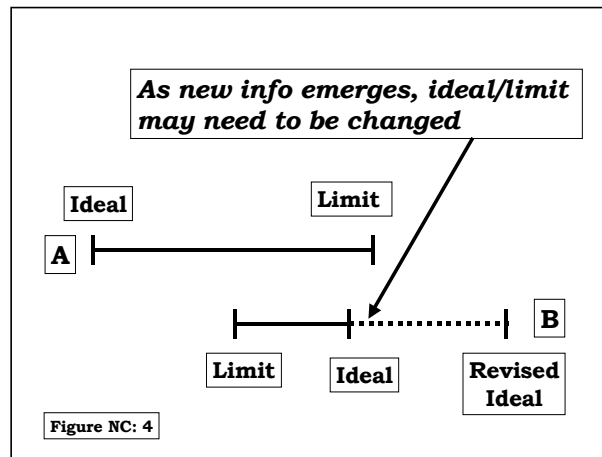 As new info emerges, ideal/limit
may need to be changed
Ideal
Limit
A
B
Limit
Ideal
Revised
Ideal
Figure NC: 4